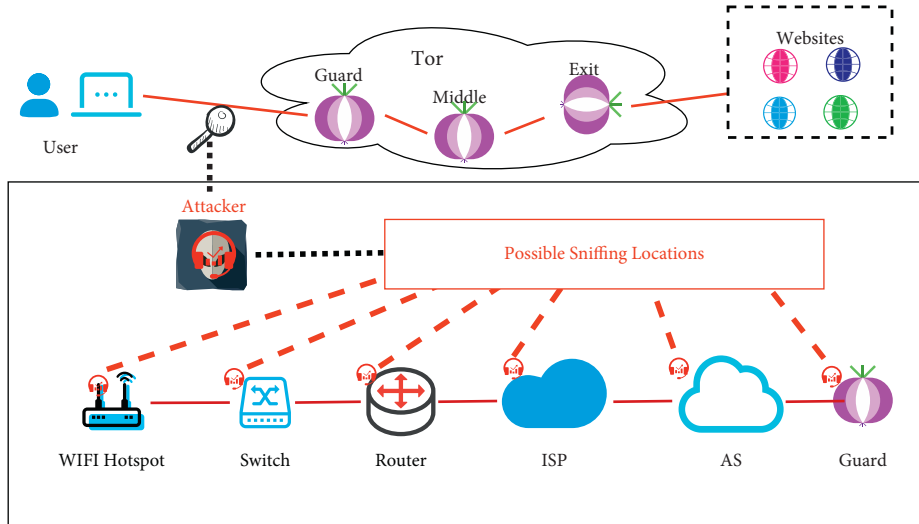 Tor
Websites
Guard
Middle
Exit
User
Attacker
Possible Sniffing Locations
WIFI Hotspot
Switch
Router
ISP
AS
Guard